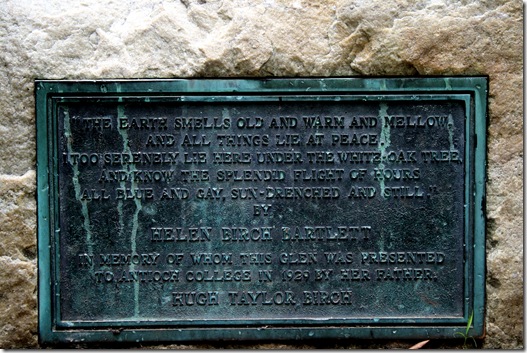 "THE EARTH SMELLS OLD AND WARM AND MELLOW
AND ALL THINGS LIE AT PEACE.
I TOO SERENELY LIE HERE UNDER THE WHITE-OAK TREE,
AND KNOW THE SPLENDID FLIGHT OF HOURS
ALL BLUE AND GAY, SUN-DRENCHED AND STILL."
BY
HELEN BIRCH BARTLETT
IN MEMORY OF WHOM THIS GLEN WAS PRESENTED
TO ANTIOCH COLLEGE IN 1929 BY HER FATHER,
HUGH TAYLOR BIRCH